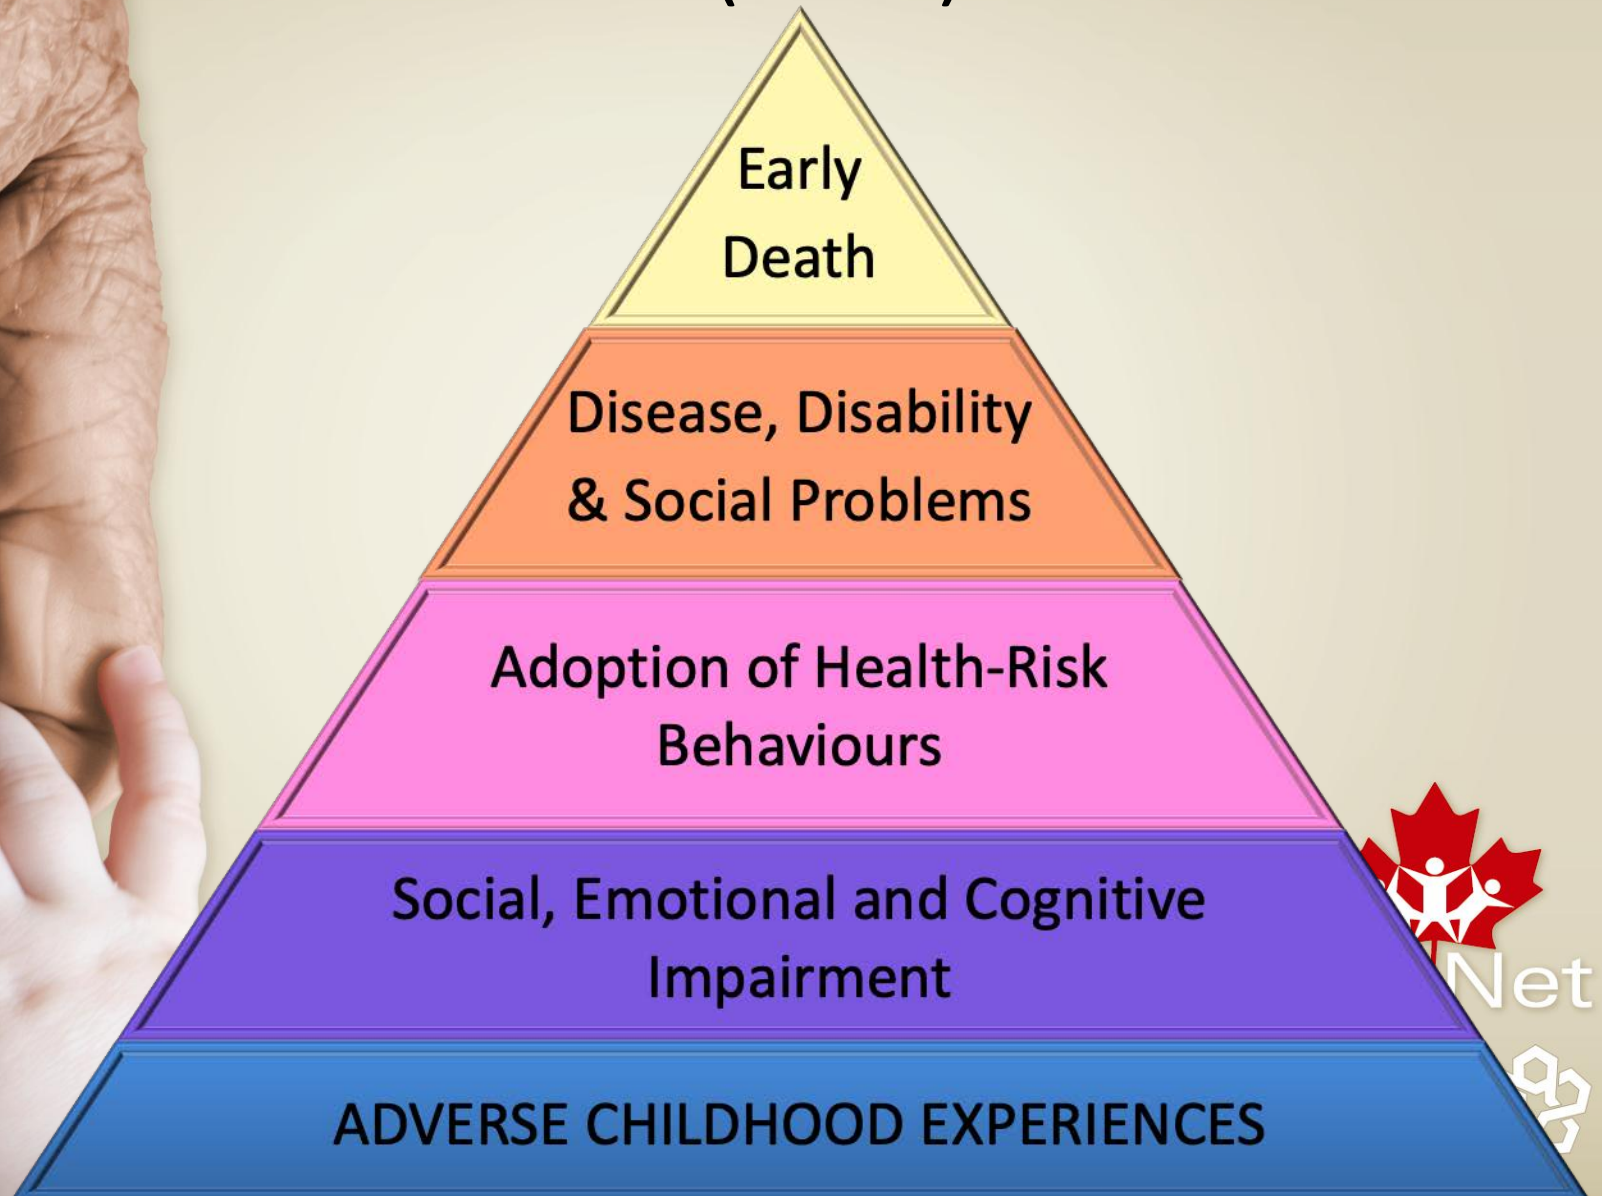 Early
Death
Disease, Disability
& Social Problems
Adoption of Health-Risk
Behaviours
Social, Emotional and Cognitive
Impairment
Net
ADVERSE CHILDHOOD EXPERIENCES